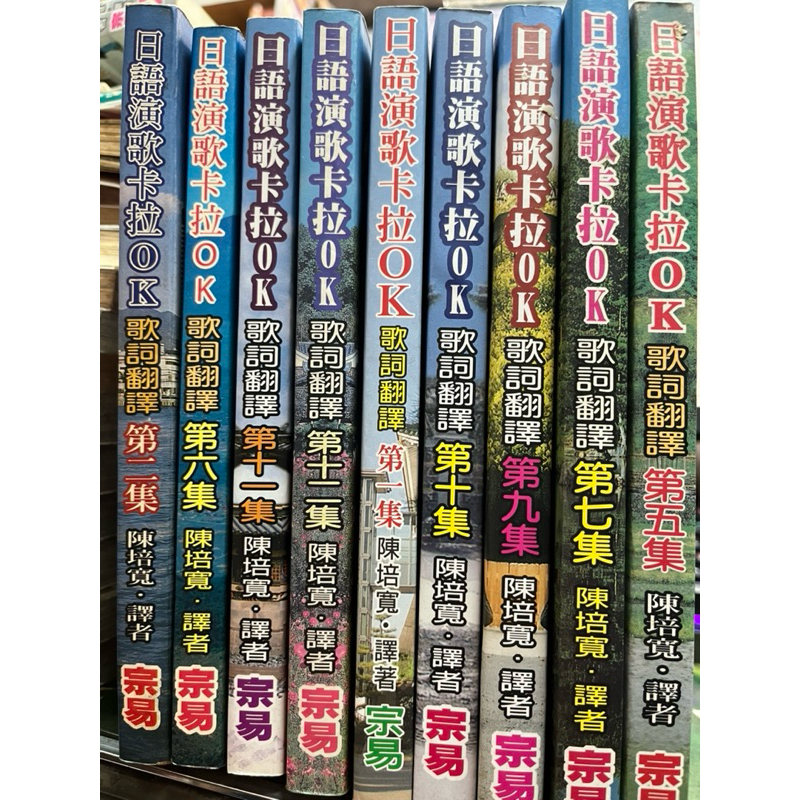 日語演歌卡拉OK 歌詞翻譯 第二集 陳培寬·譯者 宗易
日語演歌卡拉OK 歌詞翻譯 第六集 陳培寬·譯者 宗易
日語演歌卡拉OK 歌詞翻譯 第十一集 陳培寬·譯者 宗易
日語演歌卡拉OK 歌詞翻譯 第十二集 陳培寬·譯者 宗易
日語演歌卡拉OK 歌詞翻譯 第一集 陳培寬·譯著 宗易
日語演歌卡拉OK 歌詞翻譯 第十集 陳培寬·譯者 宗易
日語演歌卡拉OK 歌詞翻譯 第九集 陳培寬·譯者 宗易
日語演歌卡拉OK 歌詞翻譯 第七集 陳培寬·譯者 宗易
日語演歌卡拉OK 歌詞翻譯 第五集 陳培寬·譯者 宗易